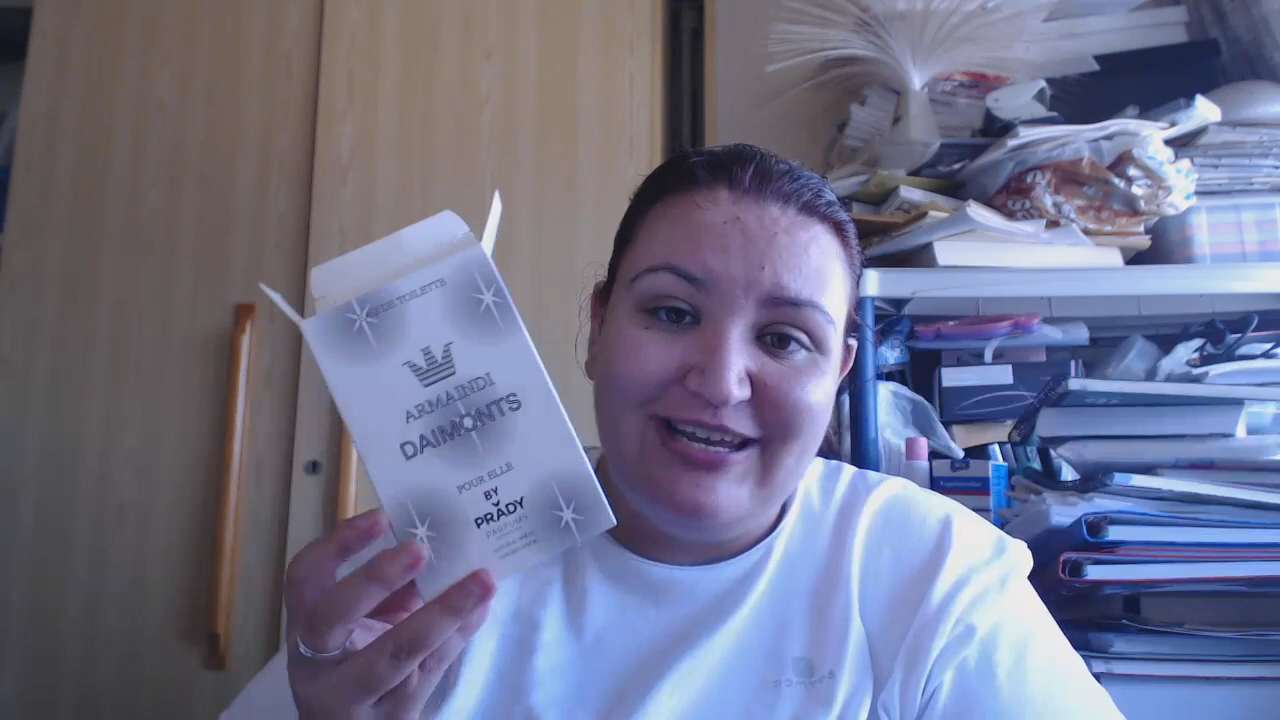 DE TOILETTE
ARMAINDI
DAIMONTS
POUR ELLE
BY
PRADY
PARFUMS